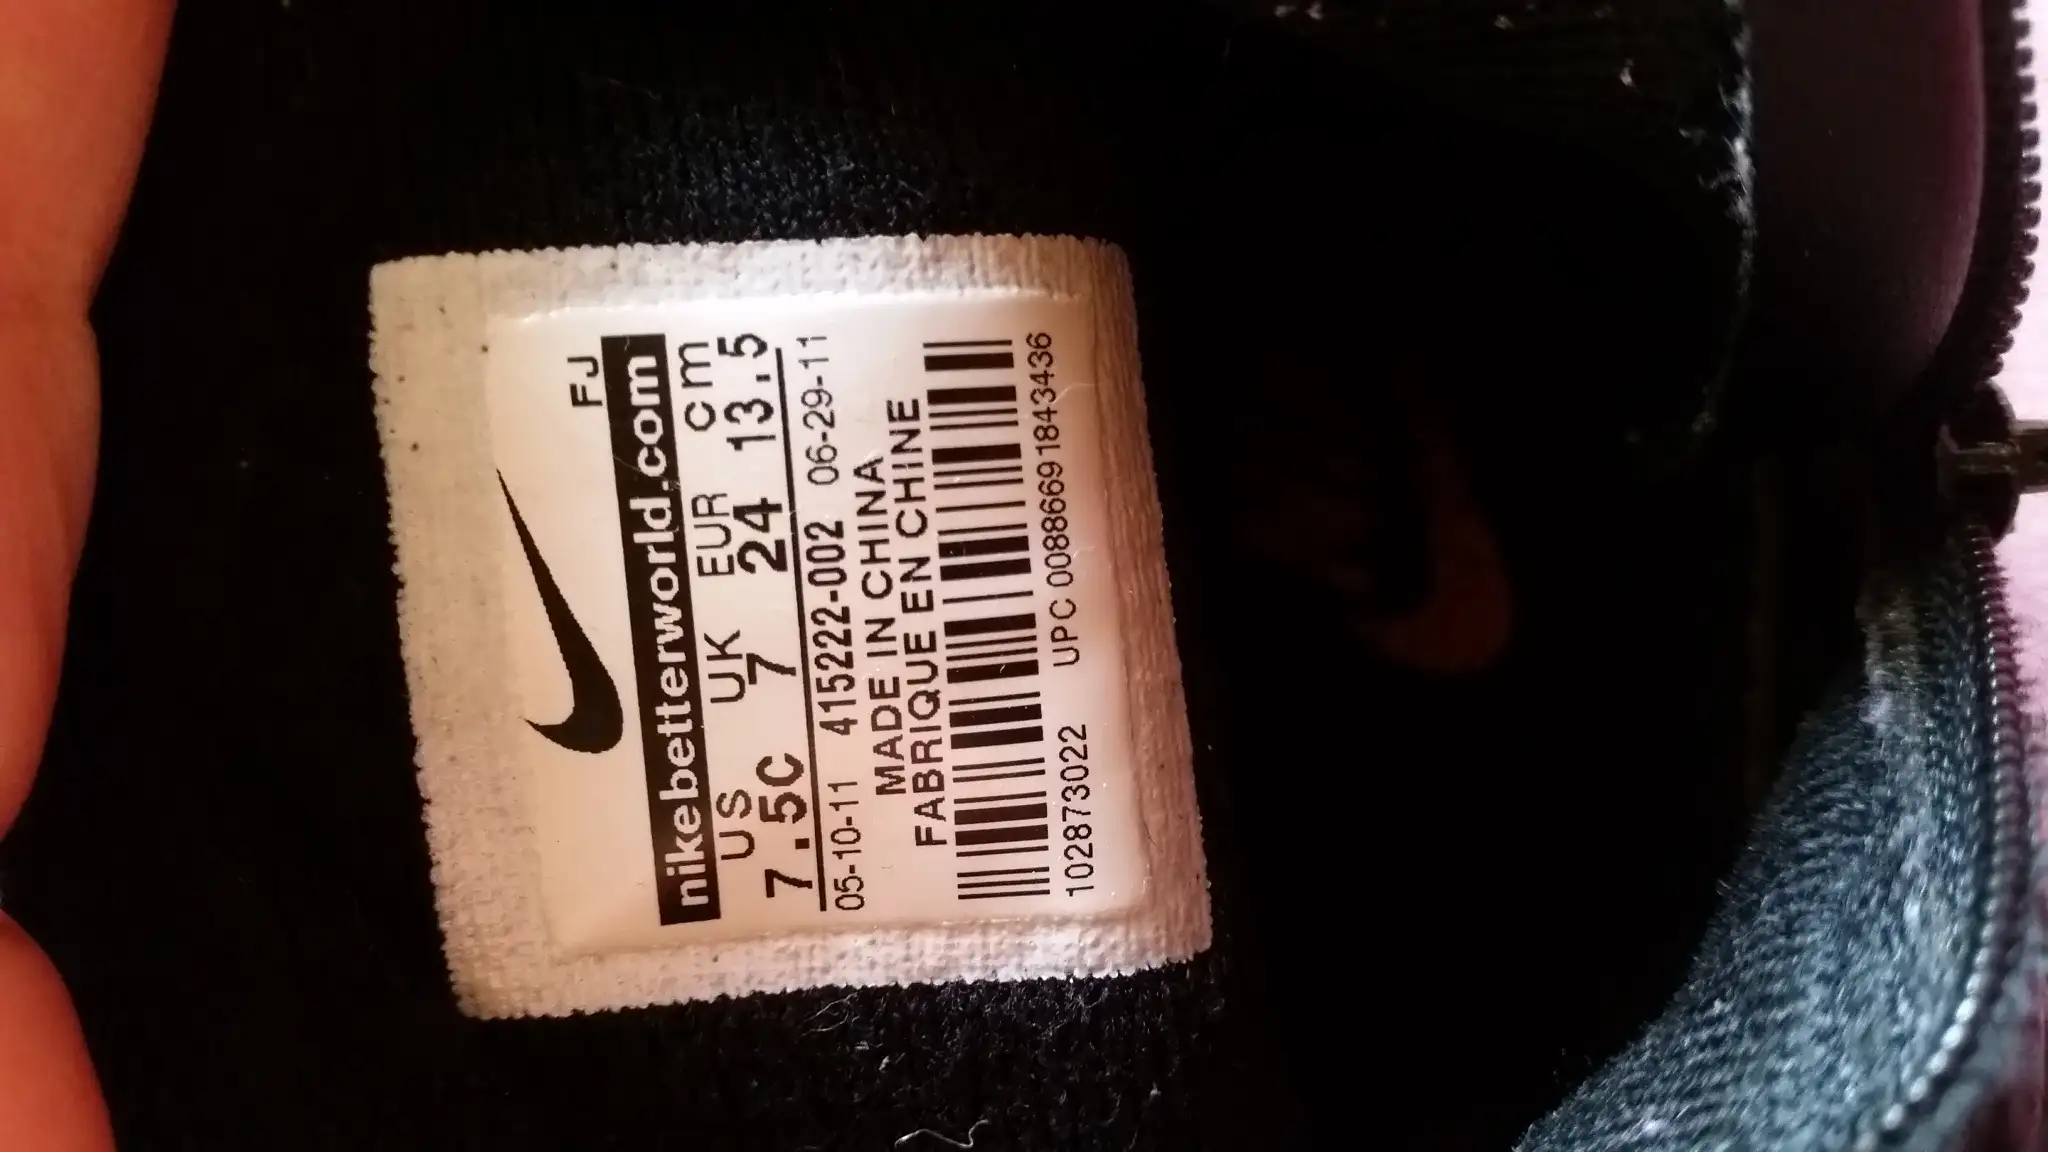 FJ
nikebetterworld.com
US UK EUR cm
7.5C 7 24 13.5
05-10-11 415222-002 06-29-11
MADE IN CHINA
FABRIQUE EN CHINE
102873022 UPC 00886691843436